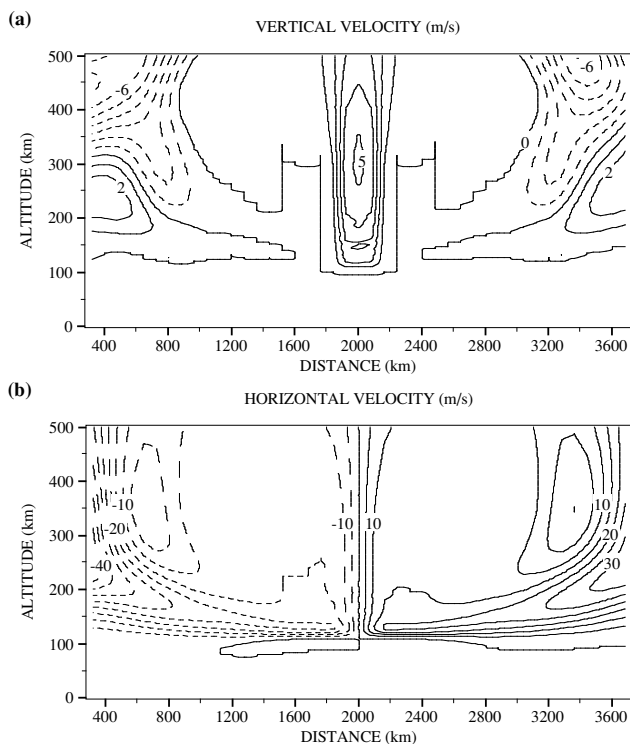 (a)
VERTICAL VELOCITY (m/s)
500
400
300
200
100
0
ALTITUDE (km)
-6
2
5
0
-6
2
400 800 1200 1600 2000 2400 2800 3200 3600
DISTANCE (km)
(b)
HORIZONTAL VELOCITY (m/s)
500
400
300
200
100
0
ALTITUDE (km)
-10
-20
-40
-10
10
10
20
30
400 800 1200 1600 2000 2400 2800 3200 3600
DISTANCE (km)